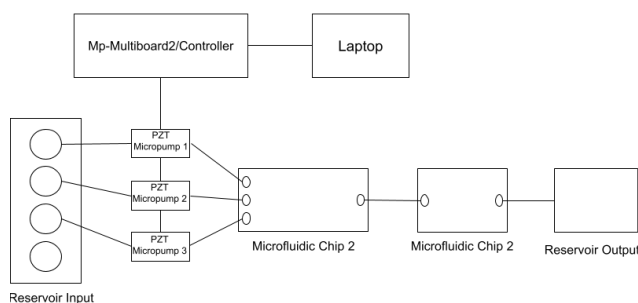 Mp-Multiboard2/Controller
Laptop
PZT
Micropump 1
PZT
Micropump 2
PZT
Micropump 3
Microfluidic Chip 2
Microfluidic Chip 2
Reservoir Output
Reservoir Input